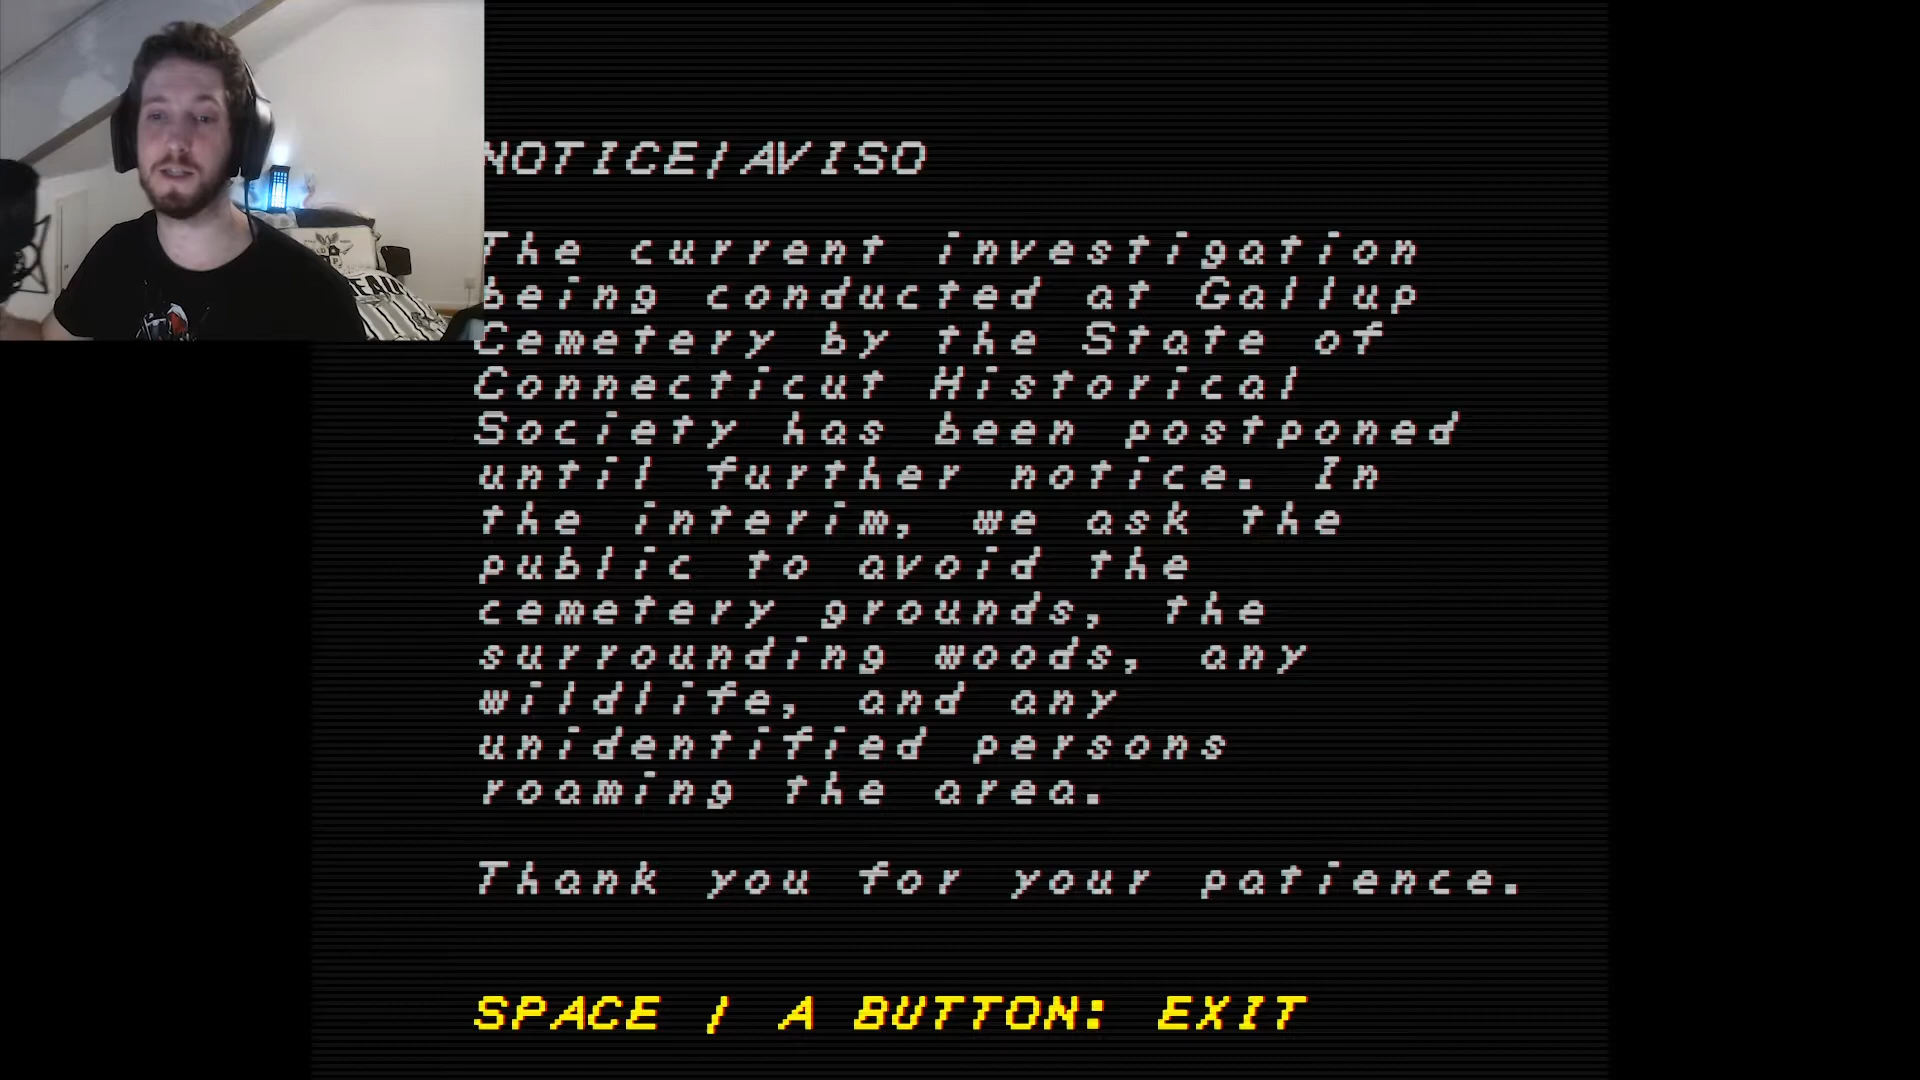 NOTICE/AVISO
The current investigation
being conducted at Gallup
Cemetery by the State of
Connecticut Historical
Society has been postponed
until further notice. In
the interim, we ask the
public to avoid the
cemetery grounds, the
surrounding woods, any
wildlife, and any
unidentified persons
roaming the area.
Thank you for your patience.
SPACE / A BUTTON: EXIT